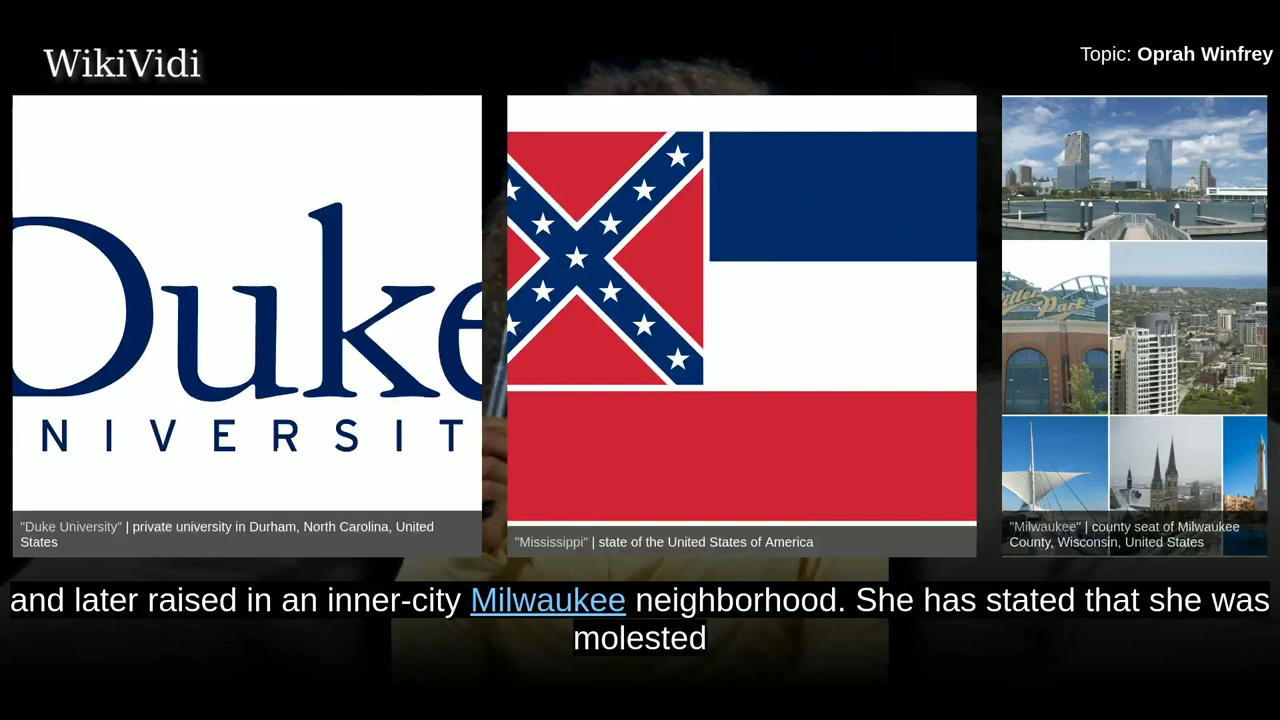 WikiVidi
Topic: Oprah Winfrey
Duke
NIVERSIT
Miller
Park
"Duke University" | private university in Durham, North Carolina, United
States
"Mississippi" | state of the United States of America
"Milwaukee" | county seat of Milwaukee
County, Wisconsin, United States
and later raised in an inner-city Milwaukee neighborhood. She has stated that she was
molested